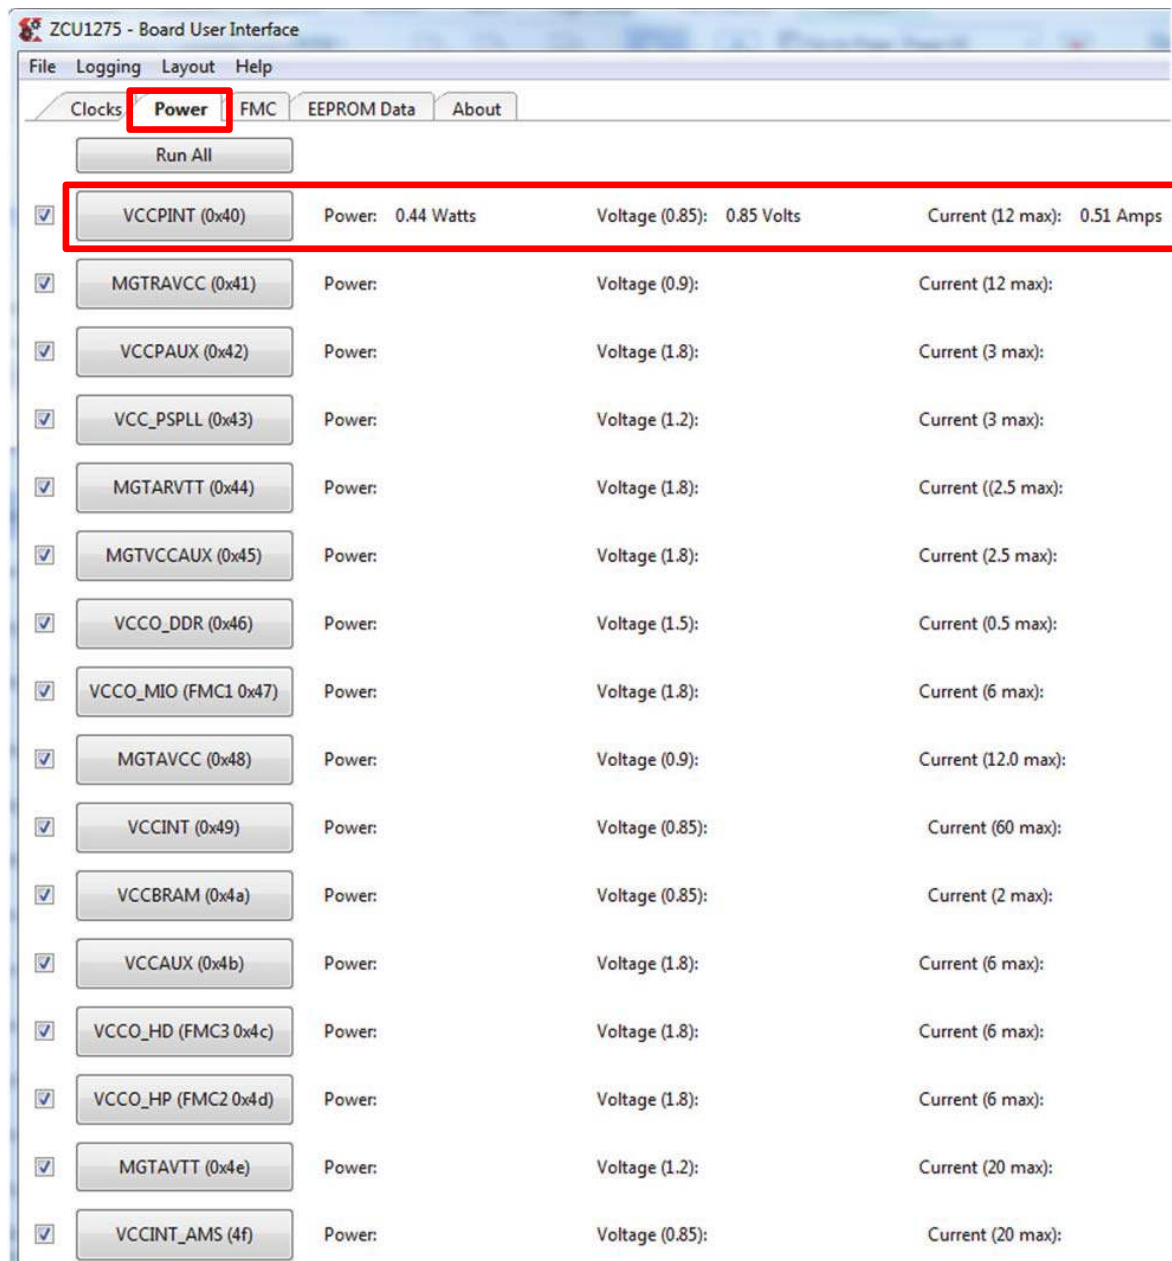 ZCU1275 - Board User Interface
File Logging Layout Help
Clocks Power FMC EEPROM Data About
Run All
VCCPINT (0x40) Power: 0.44 Watts Voltage (0.85): 0.85 Volts Current (12 max): 0.51 Amps
MGTRAVCC (0x41) Power: Voltage (0.9): Current (12 max):
VCCPAUX (0x42) Power: Voltage (1.8): Current (3 max):
VCC_PSPLL (0x43) Power: Voltage (1.2): Current (3 max):
MGTARVTT (0x44) Power: Voltage (1.8): Current ((2.5 max):
MGTVCCAUX (0x45) Power: Voltage (1.8): Current (2.5 max):
VCCO_DDR (0x46) Power: Voltage (1.5): Current (0.5 max):
VCCO_MIO (FMC1 0x47) Power: Voltage (1.8): Current (6 max):
MGTAVCC (0x48) Power: Voltage (0.9): Current (12.0 max):
VCCINT (0x49) Power: Voltage (0.85): Current (60 max):
VCCBRAM (0x4a) Power: Voltage (0.85): Current (2 max):
VCCAUX (0x4b) Power: Voltage (1.8): Current (6 max):
VCCO_HD (FMC3 0x4c) Power: Voltage (1.8): Current (6 max):
VCCO_HP (FMC2 0x4d) Power: Voltage (1.8): Current (6 max):
MGTAVTT (0x4e) Power: Voltage (1.2): Current (20 max):
VCCINT_AMS (4f) Power: Voltage (0.85): Current (20 max):